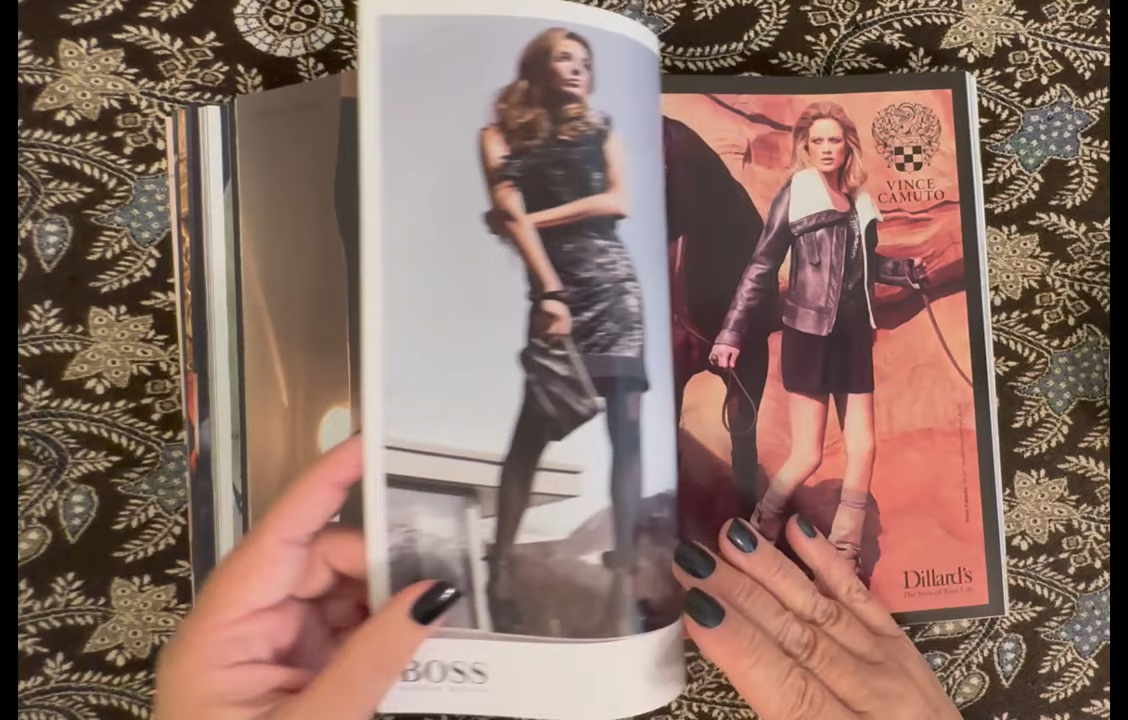 BOSS
VINCE
CAMUTO
Dillard's
The Style of Your Life